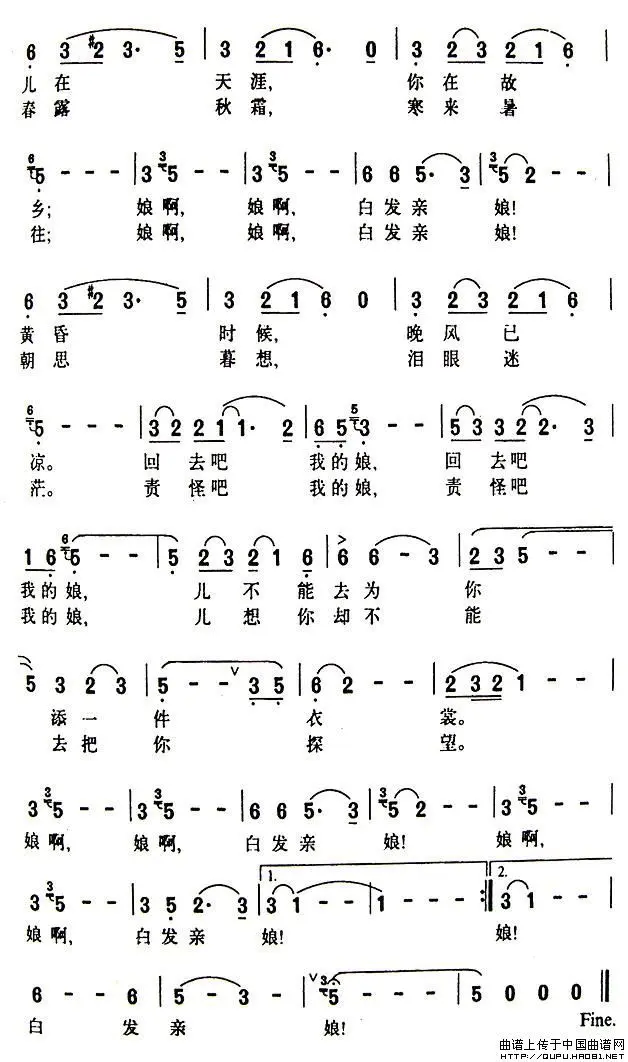 6 3 #2 3· 5 | 3 2 1 6· 0 | 3 2 3 2 1 6
儿在 天涯, 你在故
春露 秋霜, 寒来暑
6 5 - - - | 3 3 5 - - | 3 3 5 - - | 6 6 5· 3 | 3 5 2 - -
乡; 娘啊, 娘啊, 白发亲 娘!
往; 娘啊, 娘啊, 白发亲 娘!
6 3 #2 3· 5 | 3 2 1 6 0 | 3 2 3 2 1 6
黄昏 时候, 晚风已
朝思 暮想, 泪眼迷
6 5 - - - | 3 2 2 1 1· 2 | 6 5 5 3 - - | 5 3 3 2 2· 3
凉。 回去吧 我的娘, 回去吧
茫。 责怪吧 我的娘, 责怪吧
1 6 6 5 - - | 5 2 3 2 1 6 | > 6 6 - 3 | 2 3 5 - -
我的娘, 儿不能去为你
我的娘, 儿想你却不能
5 3 2 3 | 5 - - V 3 5 | 6 2 - - | 2 3 2 1 - -
添一件衣裳。
去把你探望。
3 3 5 - - | 3 3 5 - - | 6 6 5· 3 | 3 5 2 - - | 3 3 5 - -
娘啊, 娘啊, 白发亲 娘! 娘啊,
1. 2.
3 3 5 - - | 3 5 2· 3 | 3 1 - - | 1 - - - :‖ 3 1 - -
娘啊, 白发亲 娘! 娘!
6 - - 6 | 5 - 3 - | V 3 5 - - - | 5 0 0 0 ‖
白发亲娘!
Fine.
曲谱上传于中国曲谱网
http://QUPU.HAO81.NET